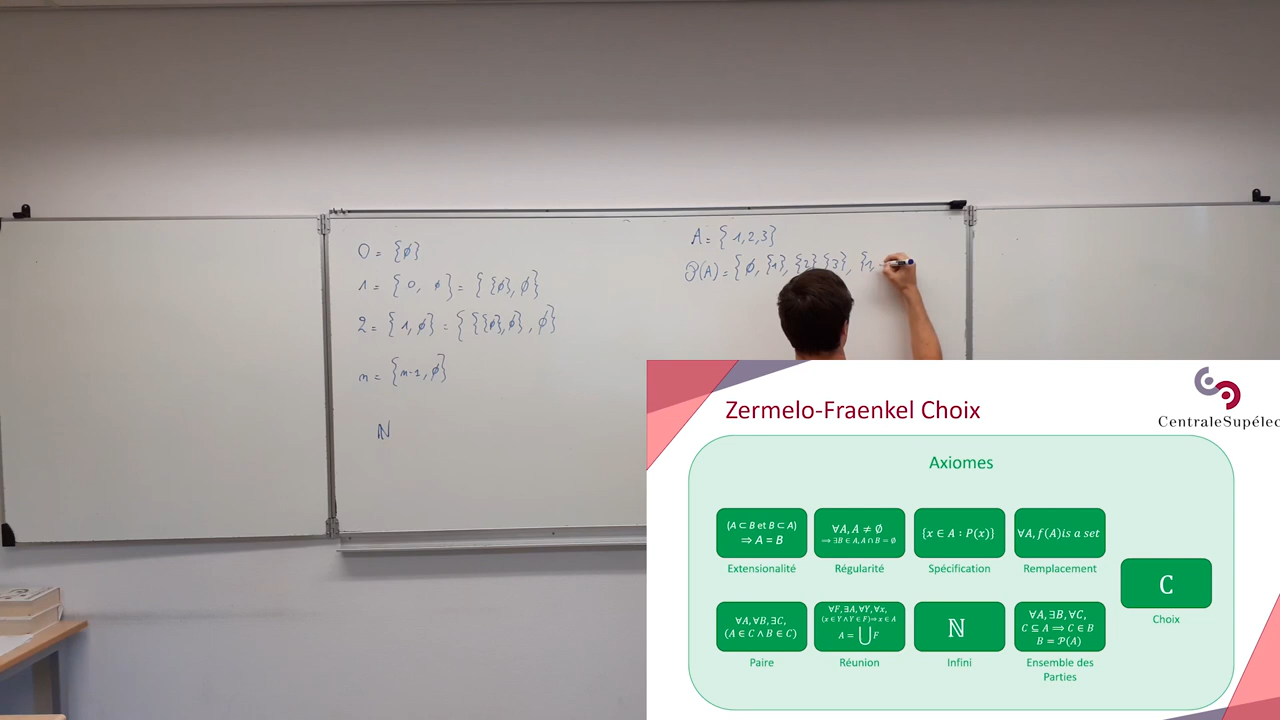 0 = {∅}
1 = {0, ∅} = {{∅}, ∅}
2 = {1, ∅} = {{{∅}, ∅}, ∅}
n = {n-1, ∅}
ℕ
A = {1,2,3}
𝒫(A) = {∅, {1}, {2} {3}, {1,
Zermelo-Fraenkel Choix
CentraleSupélec
Axiomes
(A ⊂ B et B ⊂ A)
⇒ A = B
Extensionalité
∀A, A ≠ ∅
⟹ ∃B ∈ A, A ∩ B = ∅
Régularité
{x ∈ A : P(x)}
Spécification
∀A, f(A)is a set
Remplacement
∀A, ∀B, ∃C,
(A ∈ C ∧ B ∈ C)
Paire
∀F, ∃A, ∀Y, ∀x,
(x ∈ Y ∧ Y ∈ F) ⇒ x ∈ A
A = ⋃ F
Réunion
ℕ
Infini
∀A, ∃B, ∀C,
C ⊆ A ⟹ C ∈ B
B = 𝒫(A)
Ensemble des
Parties
C
Choix